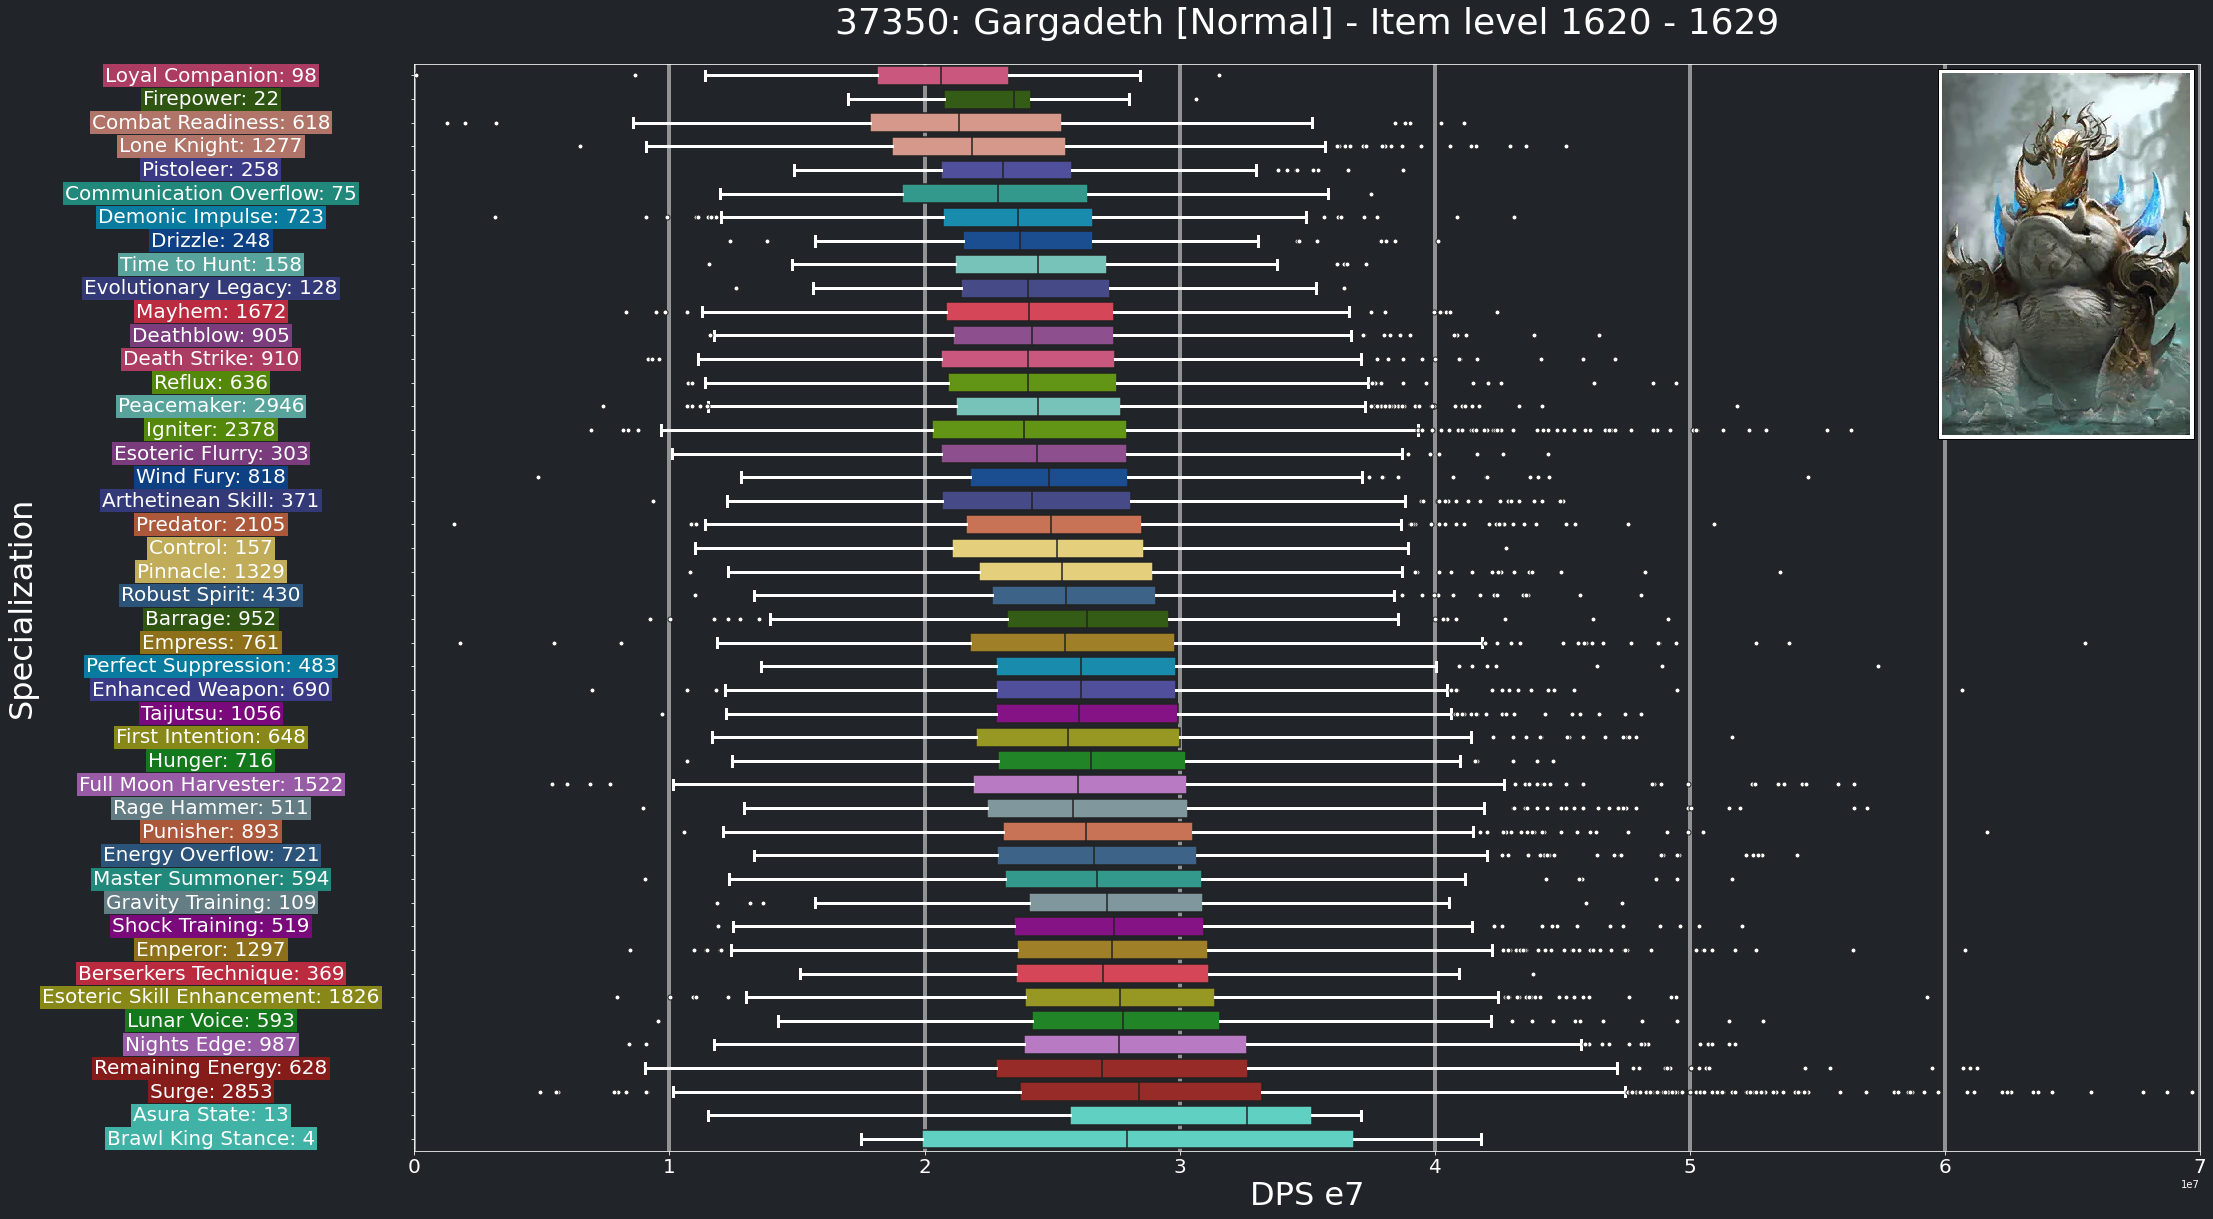 37350: Gargadeth [Normal] - Item level 1620 - 1629
Specialization
Loyal Companion: 98
Firepower: 22
Combat Readiness: 618
Lone Knight: 1277
Pistoleer: 258
Communication Overflow: 75
Demonic Impulse: 723
Drizzle: 248
Time to Hunt: 158
Evolutionary Legacy: 128
Mayhem: 1672
Deathblow: 905
Death Strike: 910
Reflux: 636
Peacemaker: 2946
Igniter: 2378
Esoteric Flurry: 303
Wind Fury: 818
Arthetinean Skill: 371
Predator: 2105
Control: 157
Pinnacle: 1329
Robust Spirit: 430
Barrage: 952
Empress: 761
Perfect Suppression: 483
Enhanced Weapon: 690
Taijutsu: 1056
First Intention: 648
Hunger: 716
Full Moon Harvester: 1522
Rage Hammer: 511
Punisher: 893
Energy Overflow: 721
Master Summoner: 594
Gravity Training: 109
Shock Training: 519
Emperor: 1297
Berserkers Technique: 369
Esoteric Skill Enhancement: 1826
Lunar Voice: 593
Nights Edge: 987
Remaining Energy: 628
Surge: 2853
Asura State: 13
Brawl King Stance: 4
0 1 2 3 4 5 6 7
1e7
DPS e7